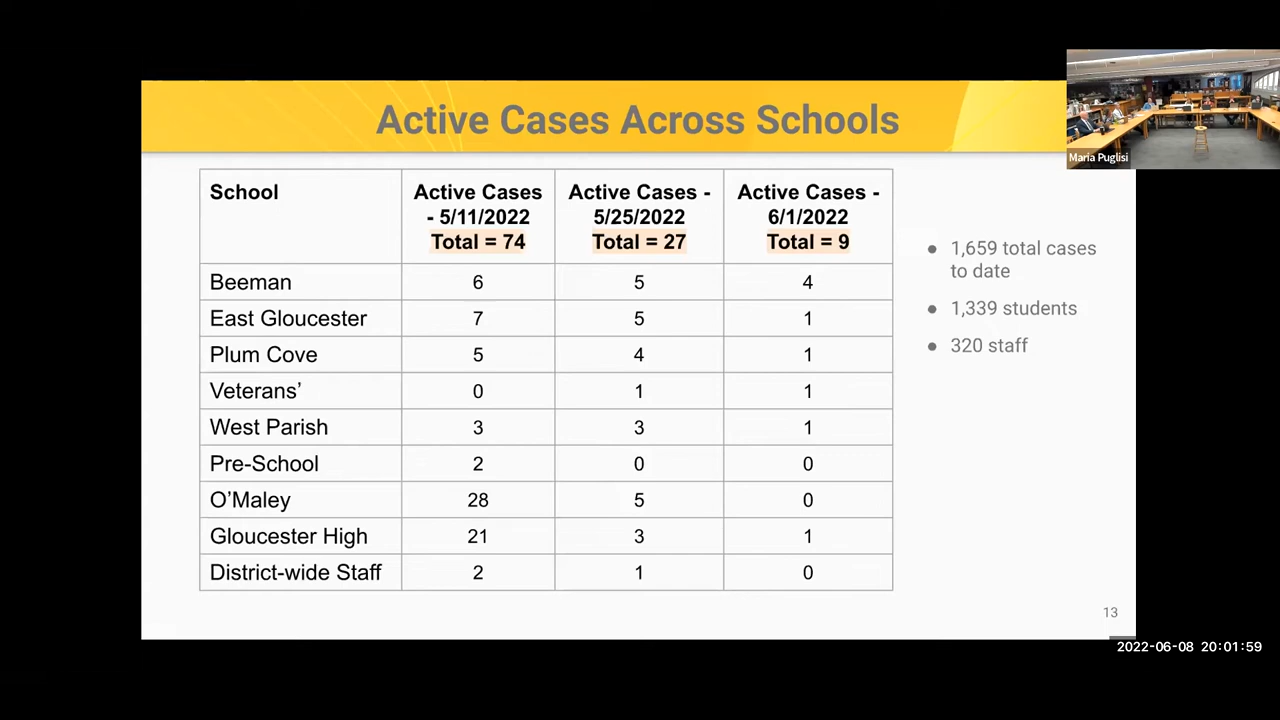 Active Cases Across Schools
Maria Puglisi
School
Active Cases
- 5/11/2022
Total = 74
Active Cases -
5/25/2022
Total = 27
Active Cases -
6/1/2022
Total = 9
Beeman 6 5 4
East Gloucester 7 5 1
Plum Cove 5 4 1
Veterans’ 0 1 1
West Parish 3 3 1
Pre-School 2 0 0
O’Maley 28 5 0
Gloucester High 21 3 1
District-wide Staff 2 1 0
● 1,659 total cases
to date
● 1,339 students
● 320 staff
13
2022-06-08 20:01:59